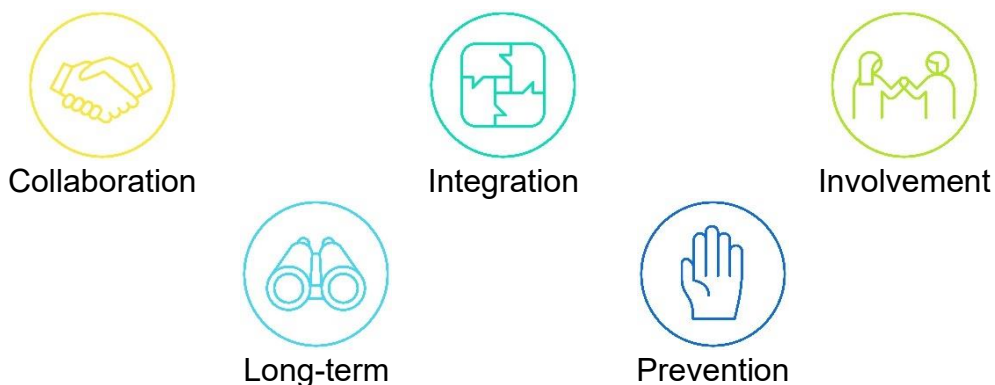 Collaboration
Integration
Involvement
Long-term
Prevention